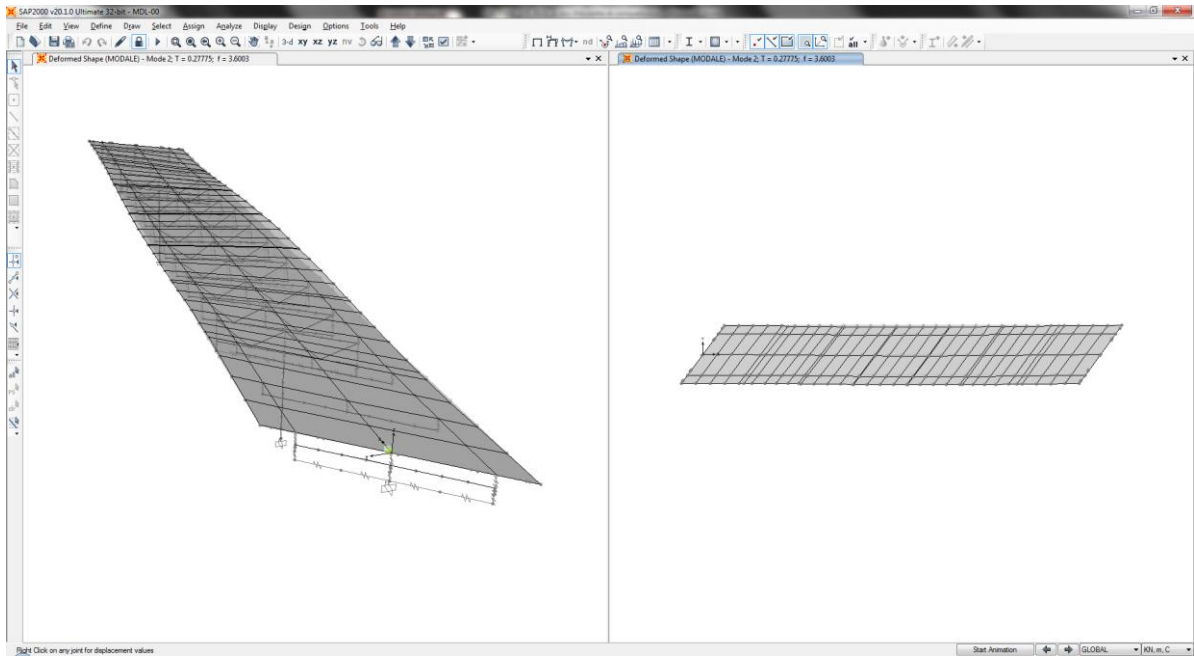 SAP2000 v20.1.0 Ultimate 32-bit - MDL-00
File Edit View Define Draw Select Assign Analyze Display Design Options Tools Help
3-d xy xz yz nv nd
Deformed Shape (MODALE) - Mode 2; T = 0.27775; f = 3.6003
Deformed Shape (MODALE) - Mode 2; T = 0.27775; f = 3.6003
Right Click on any joint for displacement values
Start Animation
GLOBAL
KN, m, C